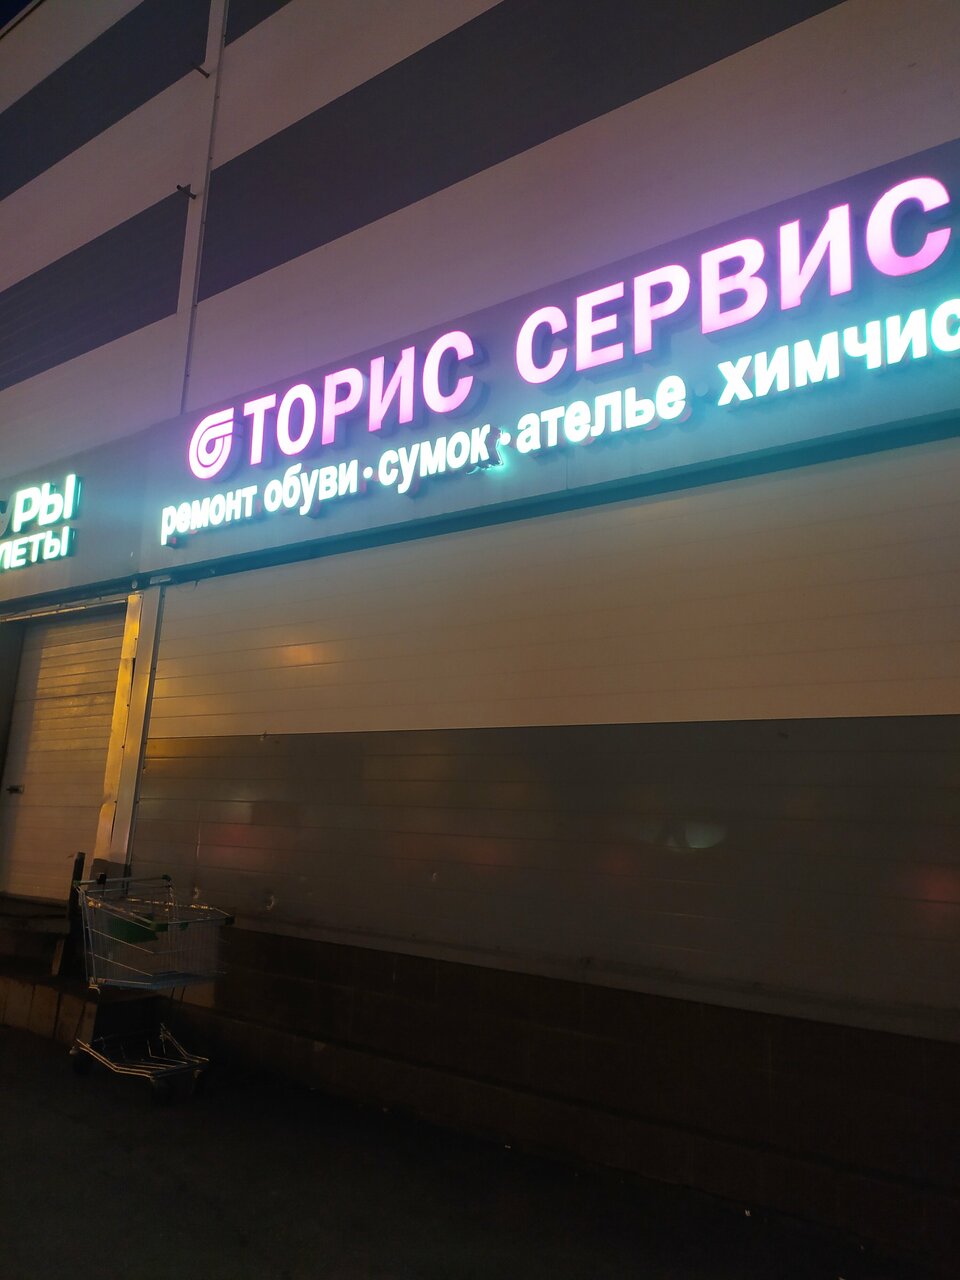 ТОРИС СЕРВИС
ремонт обуви·сумок·ателье химчис
РЫ
ЛЕТЫ